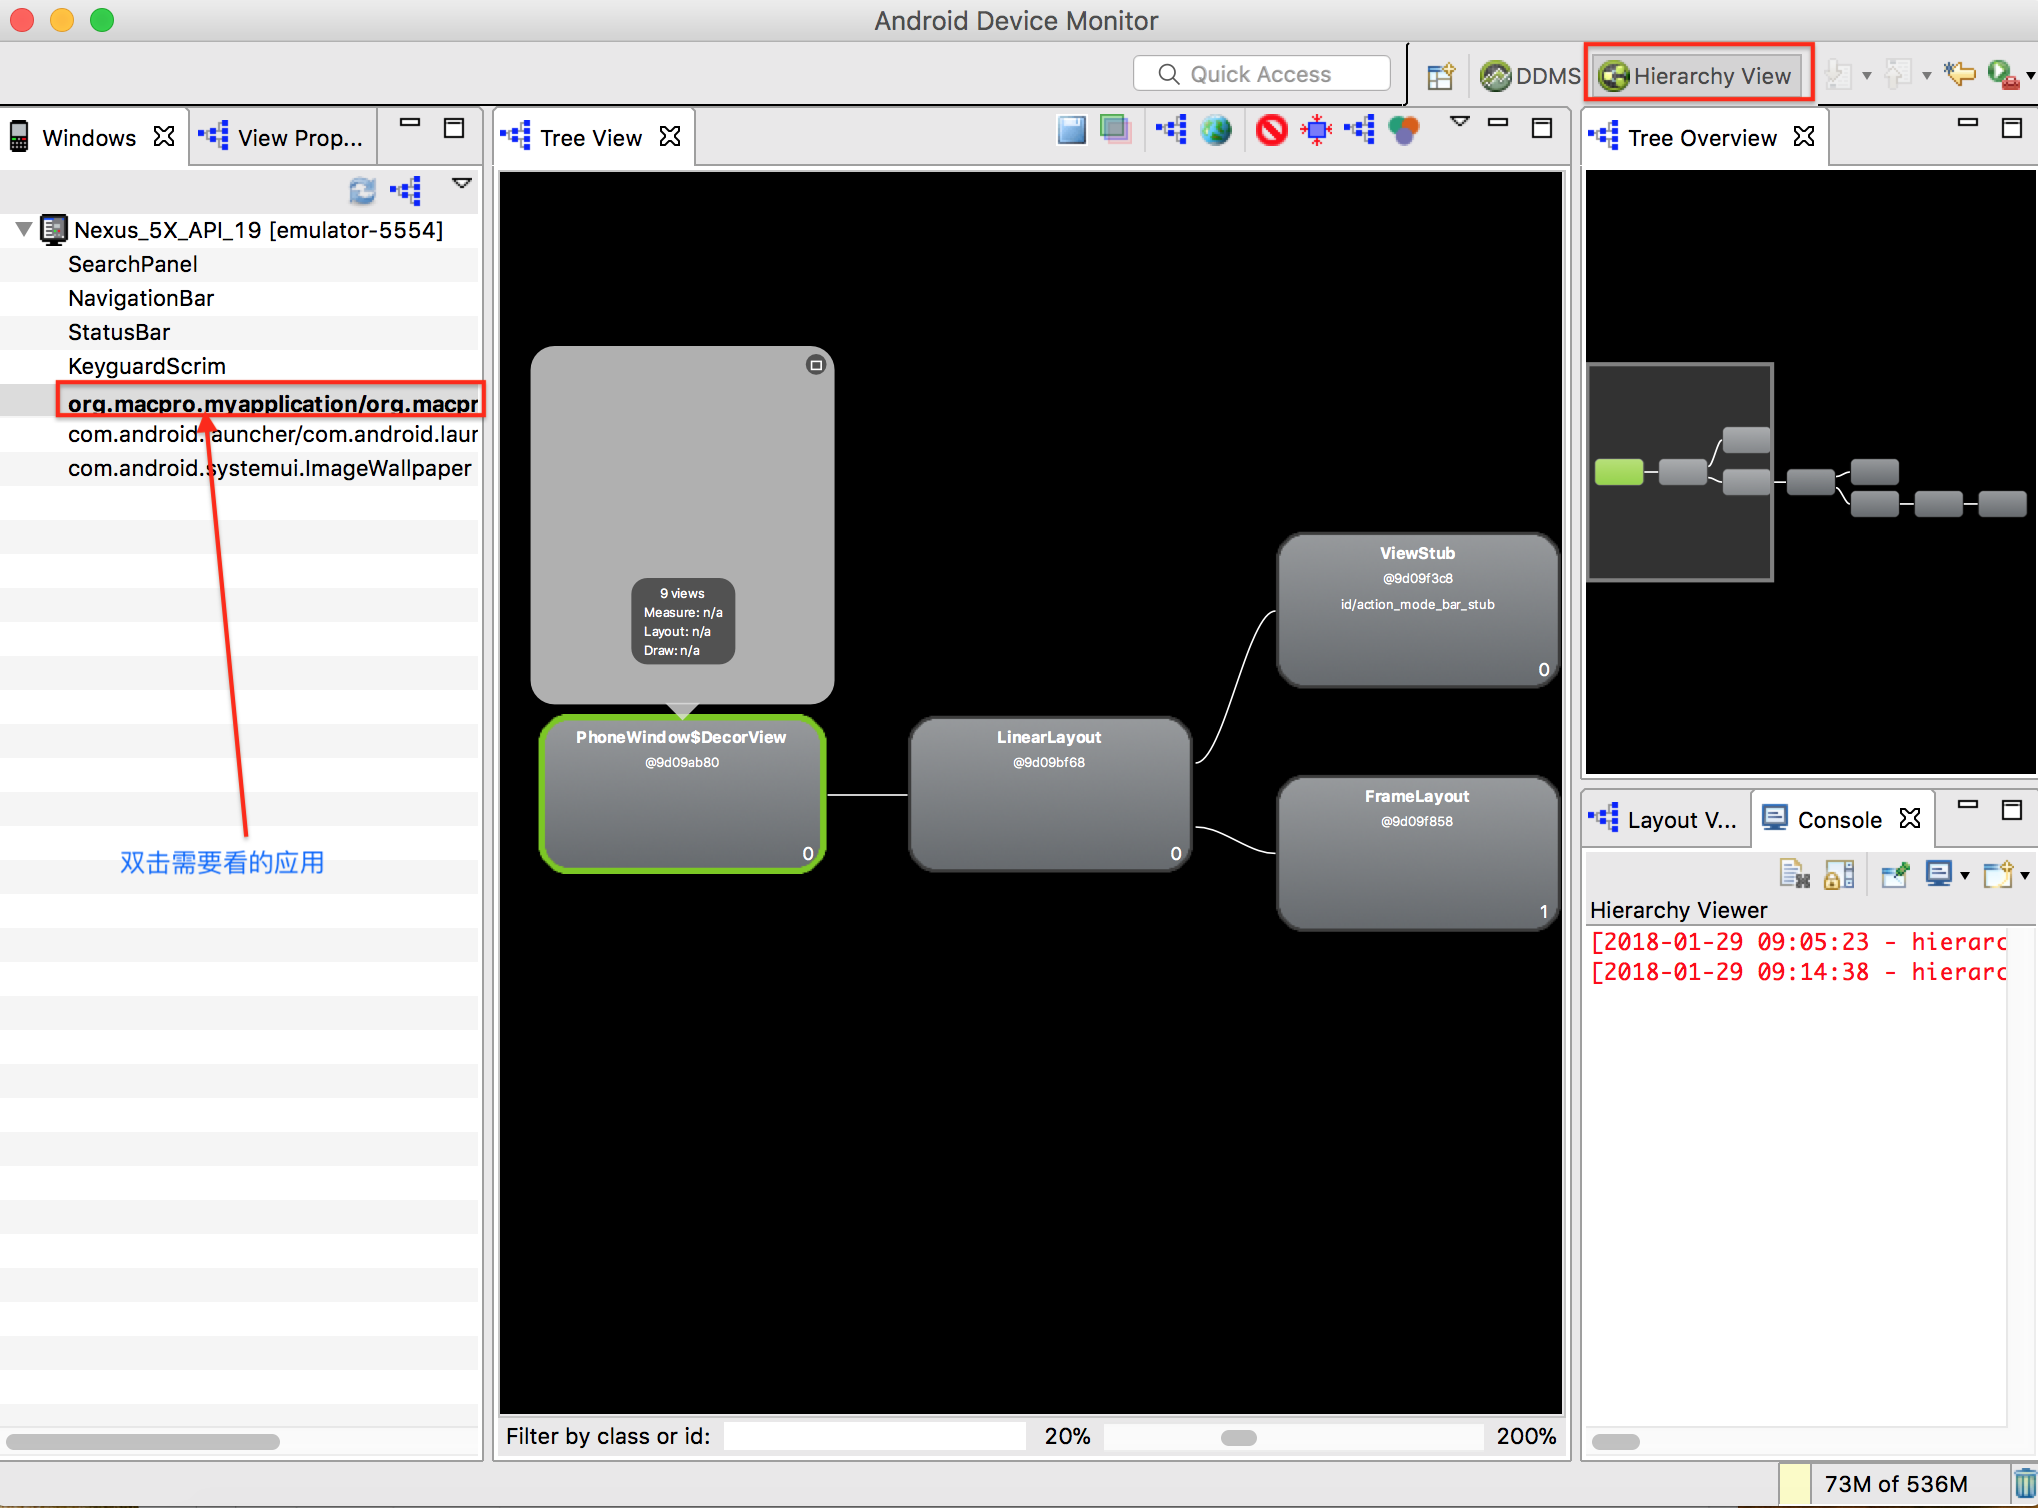 Android Device Monitor
Quick Access
DDMS
Hierarchy View
Windows
View Prop...
Tree View
Tree Overview
Nexus_5X_API_19 [emulator-5554]
SearchPanel
NavigationBar
StatusBar
KeyguardScrim
org.macpro.myapplication/org.macpr
com.android.launcher/com.android.laur
com.android.systemui.ImageWallpaper
双击需要看的应用
9 views
Measure: n/a
Layout: n/a
Draw: n/a
PhoneWindow$DecorView
@9d09ab80
0
LinearLayout
@9d09bf68
0
ViewStub
@9d09f3c8
id/action_mode_bar_stub
0
FrameLayout
@9d09f858
1
Filter by class or id:
20%
200%
Layout V...
Console
Hierarchy Viewer
[2018-01-29 09:05:23 - hierarc
[2018-01-29 09:14:38 - hierarc
73M of 536M